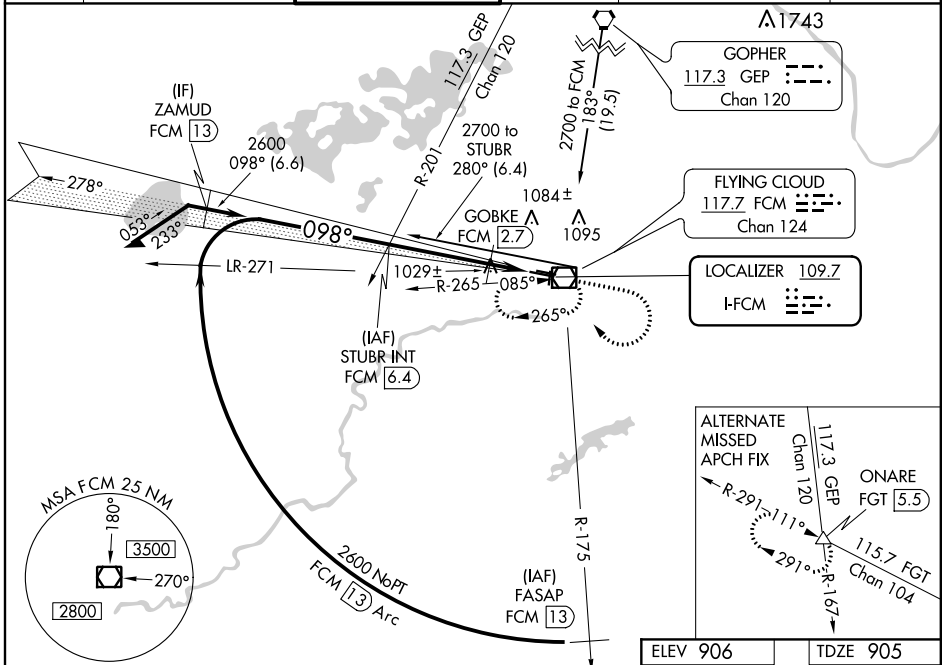 1743
GOPHER
117.3 GEP
Chan 120
117.3 GEP
Chan 120
2700 to FCM
183°
(19.5)
(IF)
ZAMUD
FCM 13
2600
098° (6.6)
R-201
2700 to
STUBR
280° (6.4)
1084±
1095
FLYING CLOUD
117.7 FCM
Chan 124
278°
053°
233°
098°
GOBKE
FCM 2.7
LR-271
1029±
R-265
085°
265°
LOCALIZER 109.7
I-FCM
(IAF)
STUBR INT
FCM 6.4
ALTERNATE
MISSED
APCH FIX
117.3 GEP
Chan 120
ONARE
FGT 5.5
R-291
111°
291°
115.7 FGT
Chan 104
R-167
MSA FCM 25 NM
180°
3500
270°
2800
2600 NoPT
FCM 13 Arc
R-175
(IAF)
FASAP
FCM 13
ELEV 906
TDZE 905